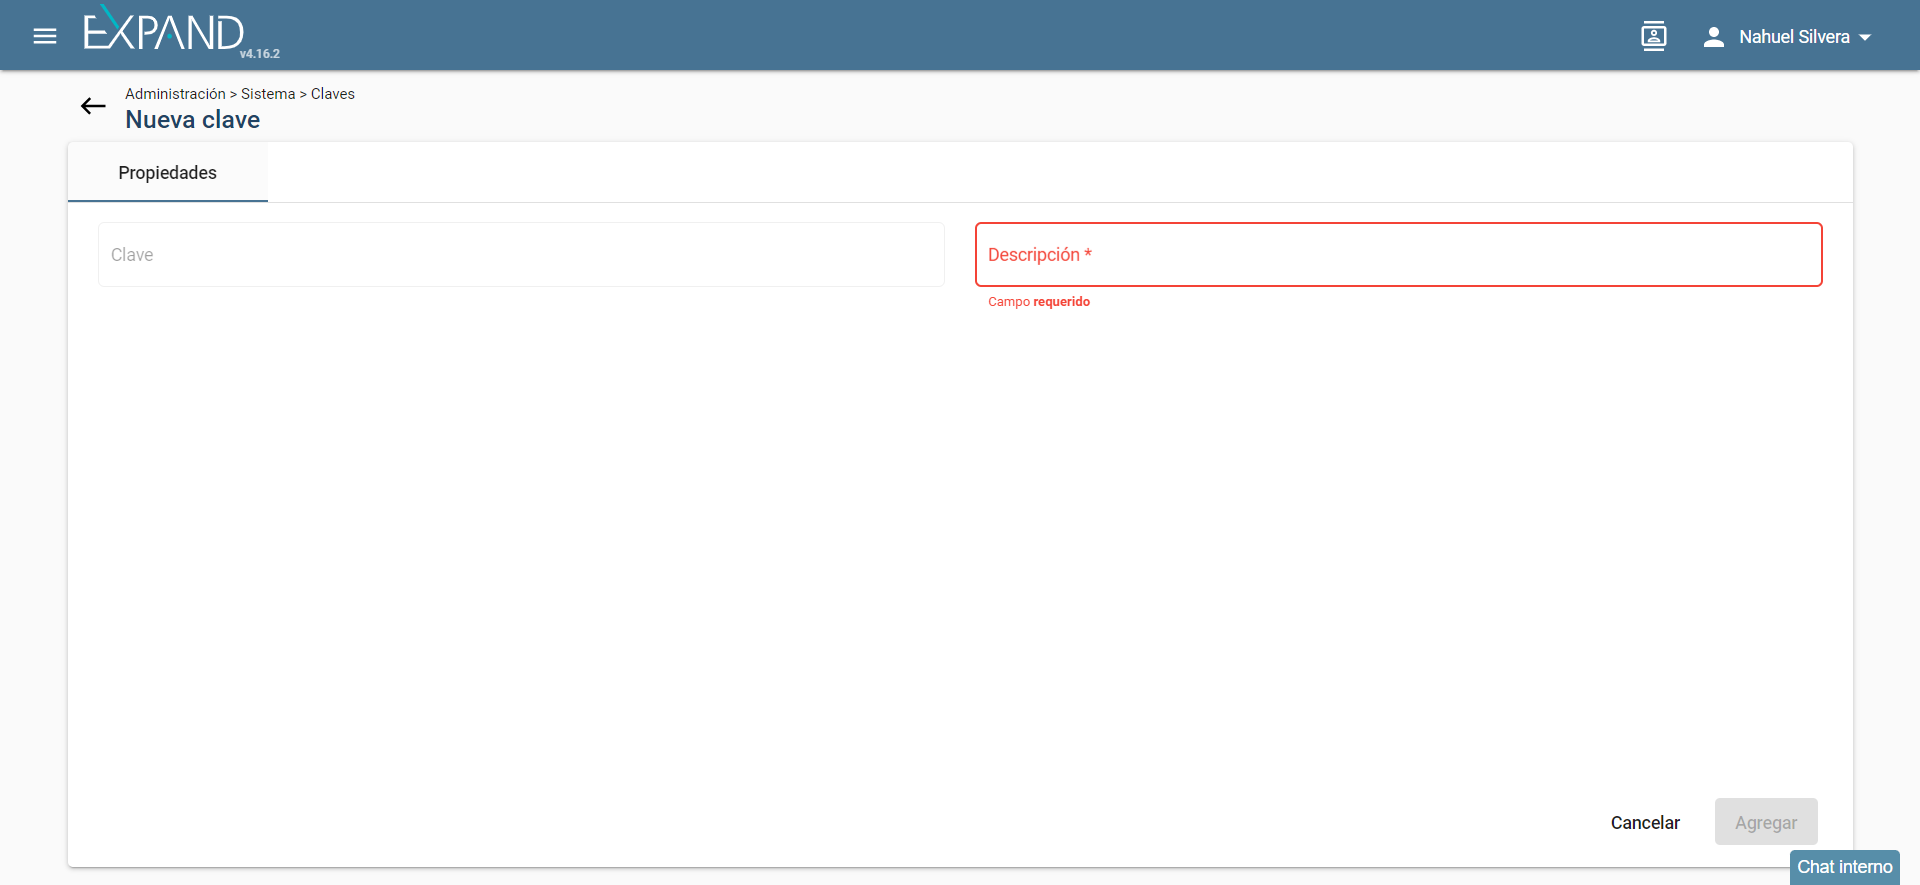 EXPAND
v4.16.2
Nahuel Silvera
Administración > Sistema > Claves
Nueva clave
Propiedades
Clave
Descripción *
Campo requerido
Cancelar
Agregar
Chat interno